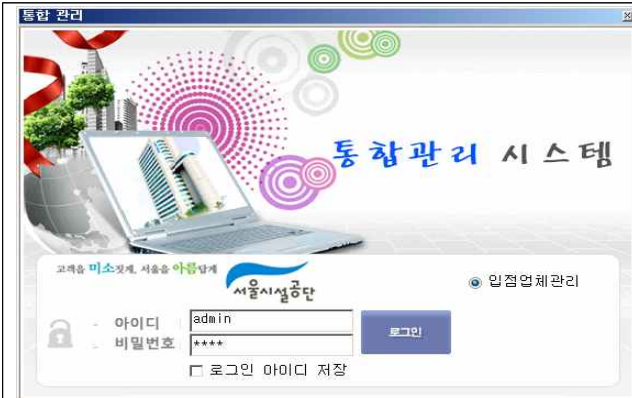 통합 관리
통합관리 시스템
고객을 미소짓게, 서울을 아름답게
서울시설공단
입점업체관리
아이디 admin
비밀번호 ****
로그인
로그인 아이디 저장